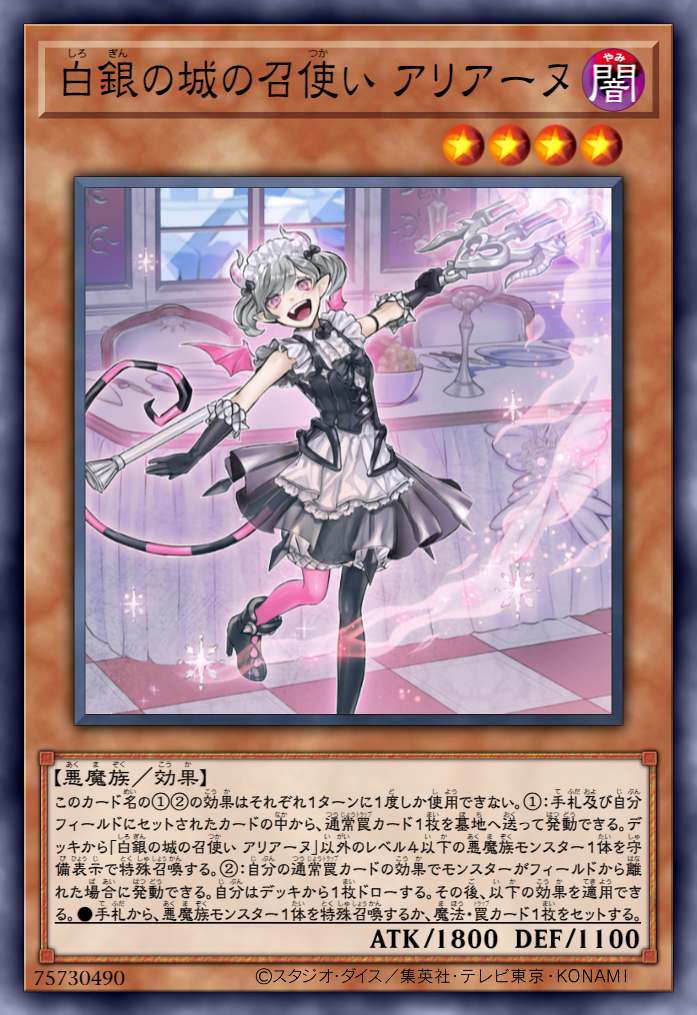 白銀の城の召使い アリアーヌ
闇
【悪魔族／効果】
このカード名の①②の効果はそれぞれ1ターンに1度しか使用できない。①：手札及び自分
フィールドにセットされたカードの中から、通常罠カード1枚を墓地へ送って発動できる。デ
ッキから「白銀の城の召使い アリアーヌ」以外のレベル４以下の悪魔族モンスター１体を守
備表示で特殊召喚する。②：自分の通常罠カードの効果でモンスターがフィールドから離
れた場合に発動できる。自分はデッキから1枚ドローする。その後、以下の効果を適用でき
る。●手札から、悪魔族モンスター1体を特殊召喚するか、魔法・罠カード1枚をセットする。
ATK/1800 DEF/1100
75730490 ©スタジオ・ダイス／集英社・テレビ東京・KONAMI